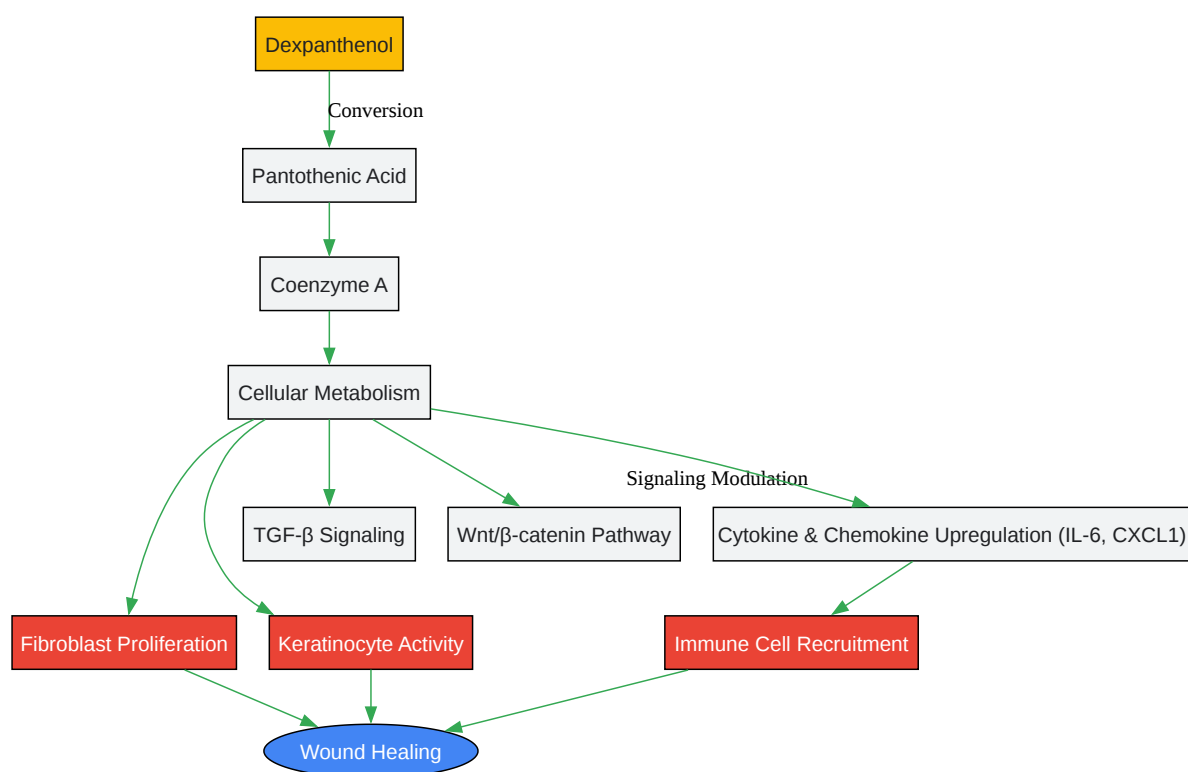 Dexpanthenol
Conversion
Pantothenic Acid
Coenzyme A
Cellular Metabolism
Signaling Modulation
TGF-β Signaling
Wnt/β-catenin Pathway
Cytokine & Chemokine Upregulation (IL-6, CXCL1)
Fibroblast Proliferation
Keratinocyte Activity
Immune Cell Recruitment
Wound Healing